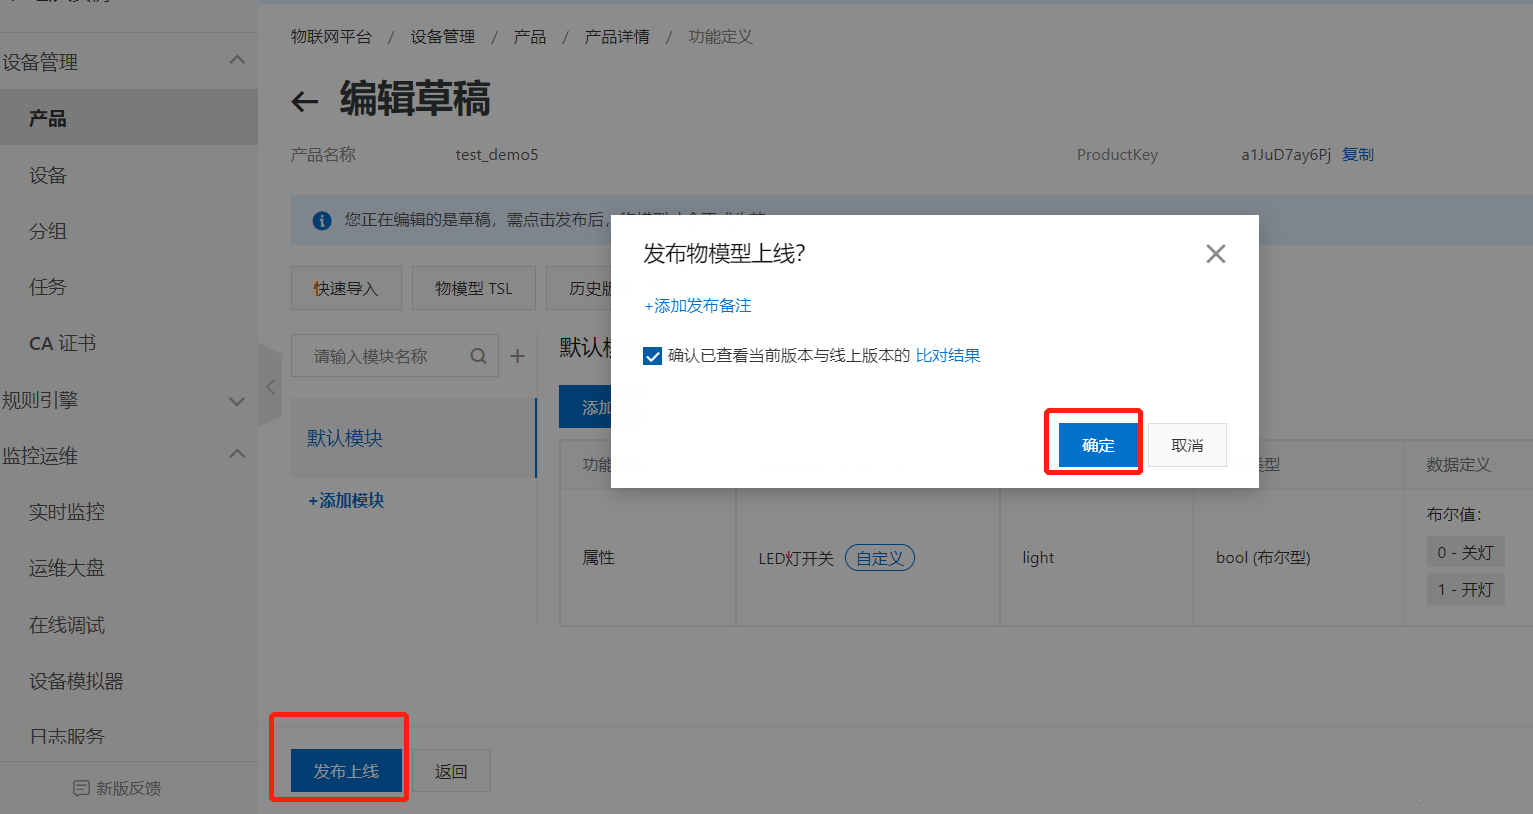 设备管理
产品
设备
分组
任务
CA 证书
规则引擎
监控运维
实时监控
运维大盘
在线调试
设备模拟器
日志服务
新版反馈
物联网平台 / 设备管理 / 产品 / 产品详情 / 功能定义
编辑草稿
产品名称 test_demo5 ProductKey a1JuD7ay6Pj 复制
您正在编辑的是草稿，需点击发布后，
快速导入 物模型 TSL 历史版
请输入模块名称
默认模块
+添加模块
默认模
添加
功能 类型 数据定义
属性 LED灯开关 自定义 light bool (布尔型)
布尔值：
0 - 关灯
1 - 开灯
发布物模型上线?
+添加发布备注
确认已查看当前版本与线上版本的 比对结果
确定 取消
发布上线 返回